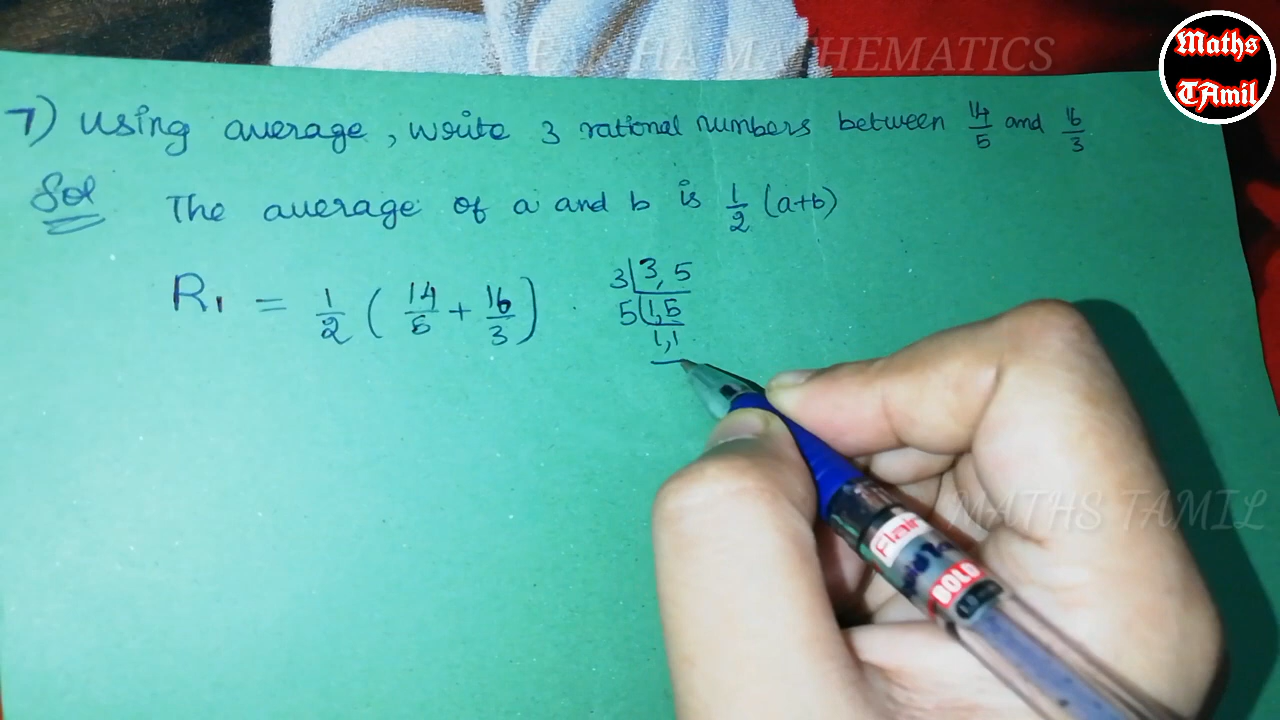 FATHIMA MATHEMATICS
Maths
TAmil
7) Using average, write 3 rational numbers between 14/5 and 16/3
Sol The average of a and b is 1/2 (a+b)
R1 = 1/2 ( 14/5 + 16/3 )
3 | 3, 5
5 | 1, 5
1, 1
MATHS TAMIL
Flair
BOLD